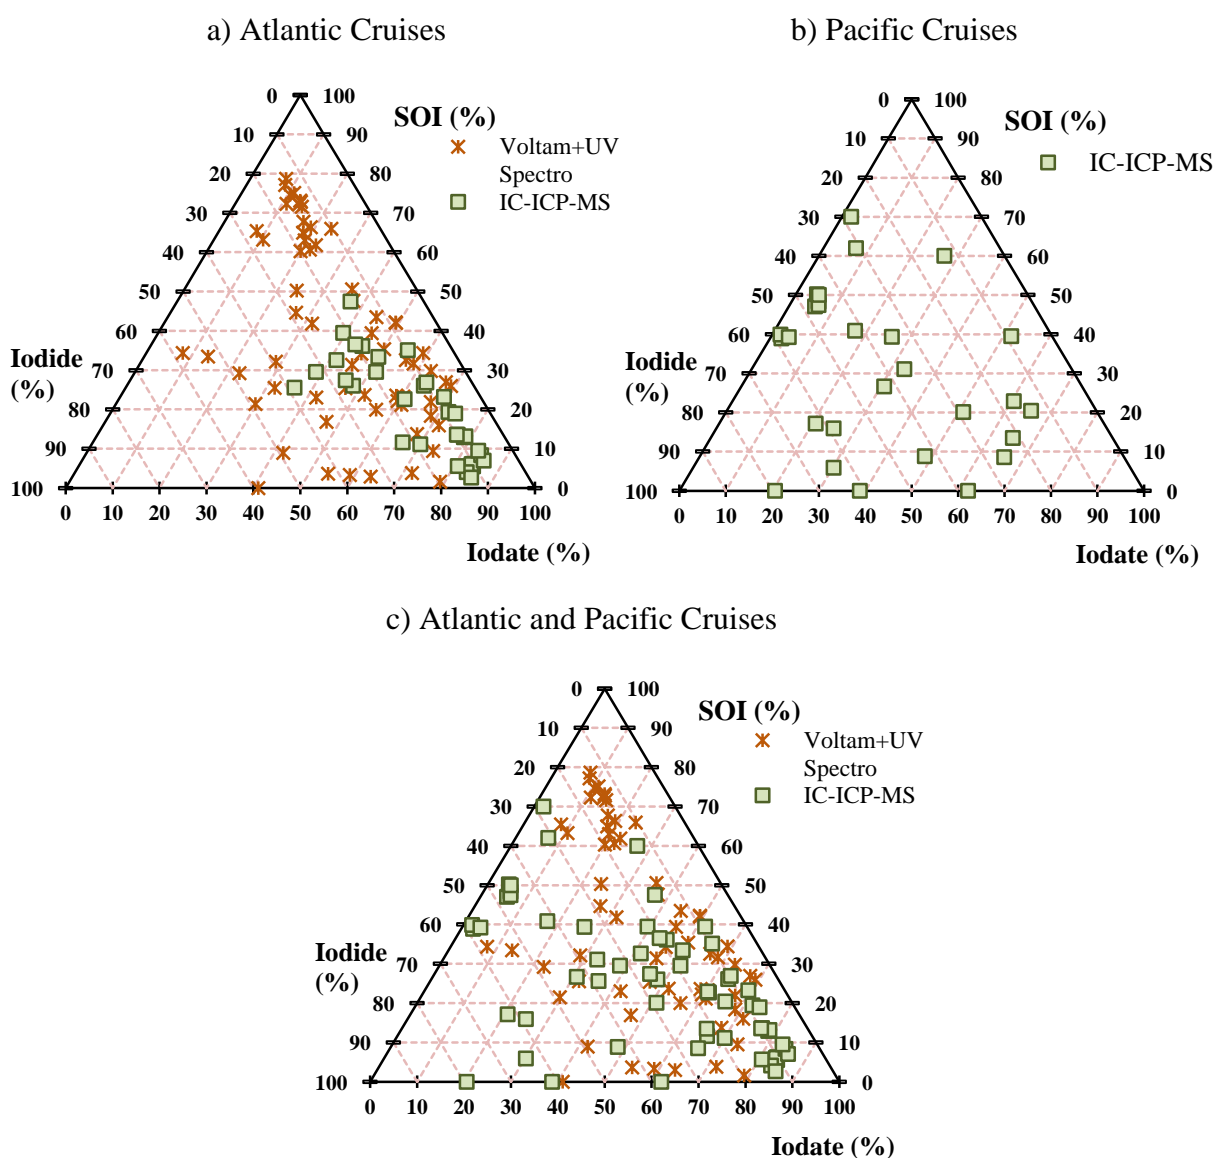 a) Atlantic Cruises
0 100
SOI (%)
10 90
Voltam+UV
Spectro
20 80
IC-ICP-MS
30 70
40 60
50 50
60 40
Iodide
(%)
70 30
80 20
90 10
100 0
0 10 20 30 40 50 60 70 80 90 100
Iodate (%)
b) Pacific Cruises
0 100
SOI (%)
10 90
IC-ICP-MS
20 80
30 70
40 60
50 50
60 40
Iodide
(%)
70 30
80 20
90 10
100 0
0 10 20 30 40 50 60 70 80 90 100
Iodate (%)
c) Atlantic and Pacific Cruises
0 100
SOI (%)
10 90
Voltam+UV
Spectro
20 80
IC-ICP-MS
30 70
40 60
50 50
60 40
Iodide
(%)
70 30
80 20
90 10
100 0
0 10 20 30 40 50 60 70 80 90 100
Iodate (%)